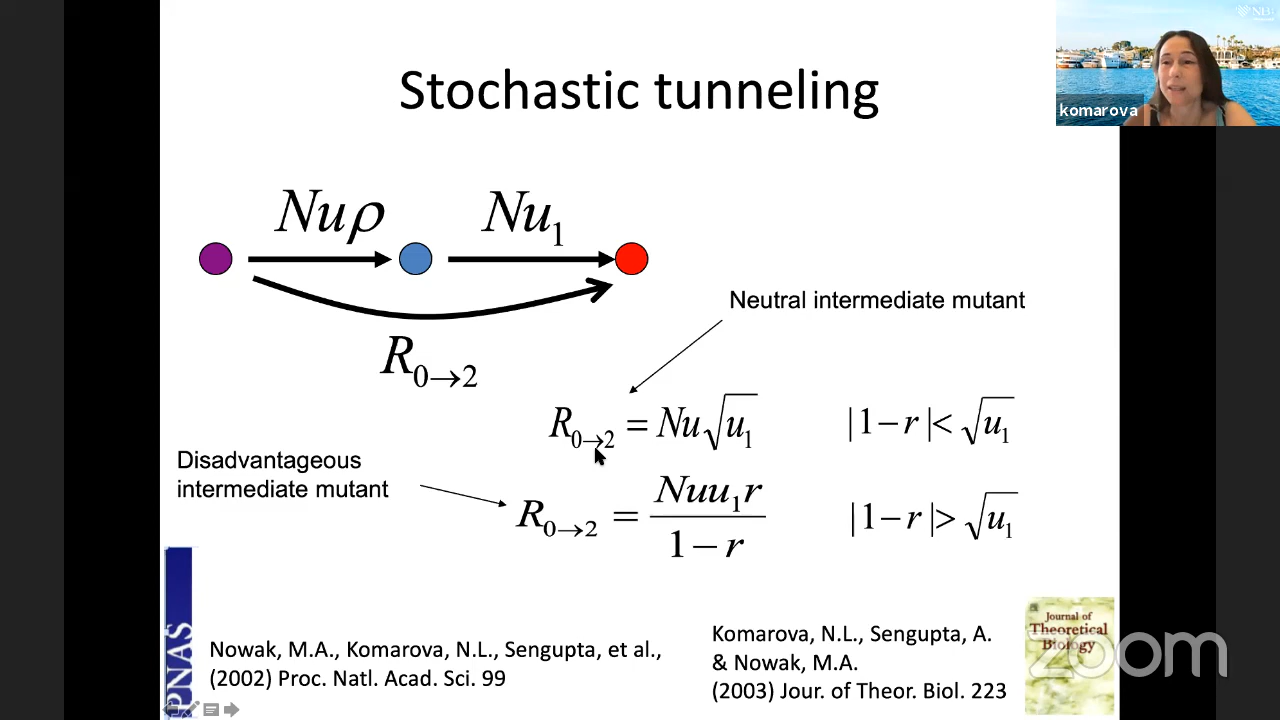 NBI
komarova
Stochastic tunneling
Nuρ
Nu₁
R₀→₂
Neutral intermediate mutant
R₀→₂ = Nu√u₁
|1−r|< √u₁
Disadvantageous
intermediate mutant
R₀→₂ = Nuu₁r / 1−r
|1−r|> √u₁
PNAS
Nowak, M.A., Komarova, N.L., Sengupta, et al.,
(2002) Proc. Natl. Acad. Sci. 99
Komarova, N.L., Sengupta, A.
& Nowak, M.A.
(2003) Jour. of Theor. Biol. 223
Journal of
Theoretical
Biology
zoom